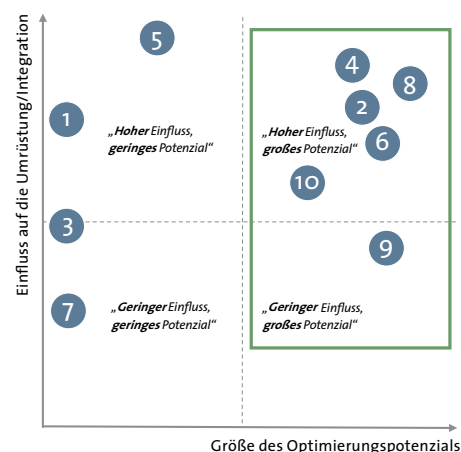 Einfluss auf die Umrüstung/Integration
5
4
8
2
1
„Hoher Einfluss,
geringes Potenzial“
„Hoher Einfluss,
großes Potenzial“
6
10
3
9
7
„Geringer Einfluss,
geringes Potenzial“
„Geringer Einfluss,
großes Potenzial“
Größe des Optimierungspotenzials